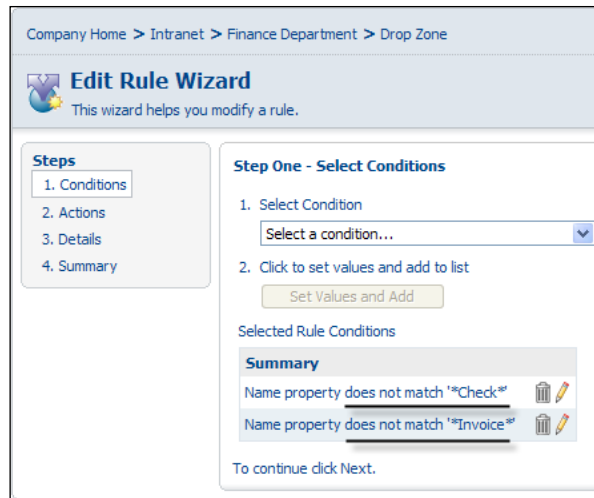 Company Home > Intranet > Finance Department > Drop Zone
Edit Rule Wizard
This wizard helps you modify a rule.
Steps
1. Conditions
2. Actions
3. Details
4. Summary
Step One - Select Conditions
1. Select Condition
Select a condition...
2. Click to set values and add to list
Set Values and Add
Selected Rule Conditions
Summary
Name property does not match '*Check*'
Name property does not match '*Invoice*'
To continue click Next.